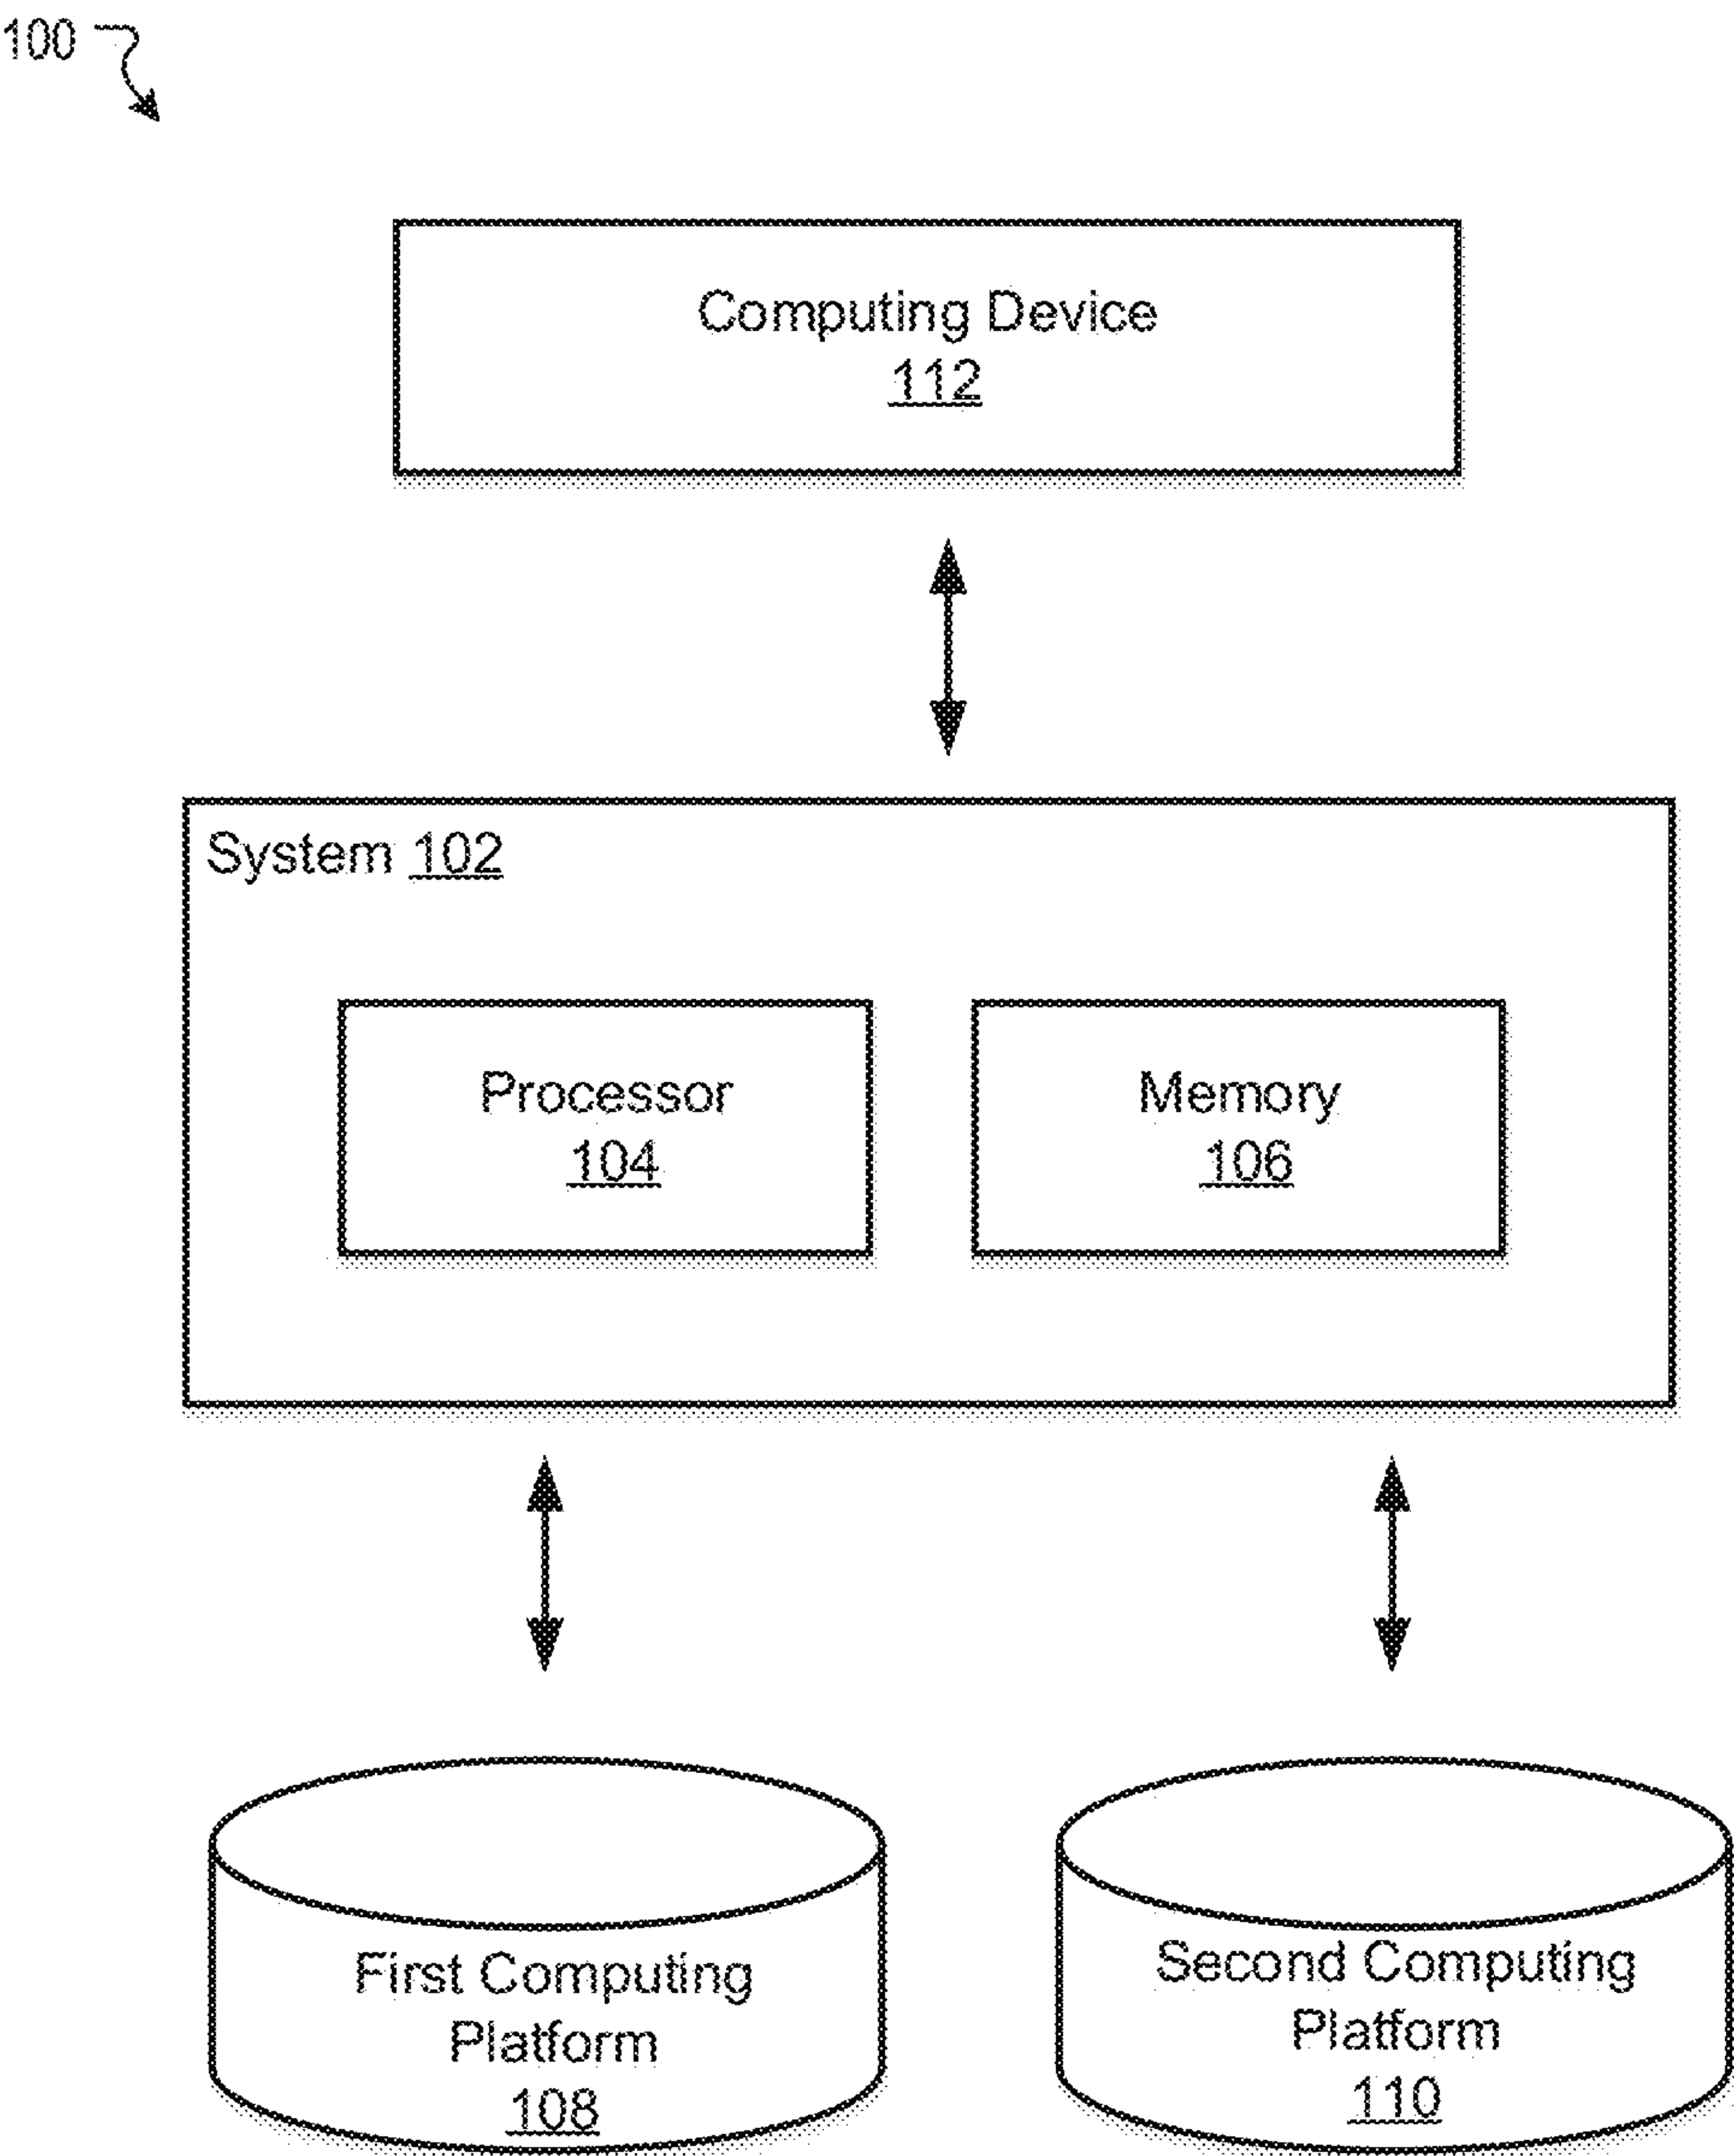 100
Computing Device
112
System 102
Processor
104
Memory
106
First Computing
Platform
108
Second Computing
Platform
110